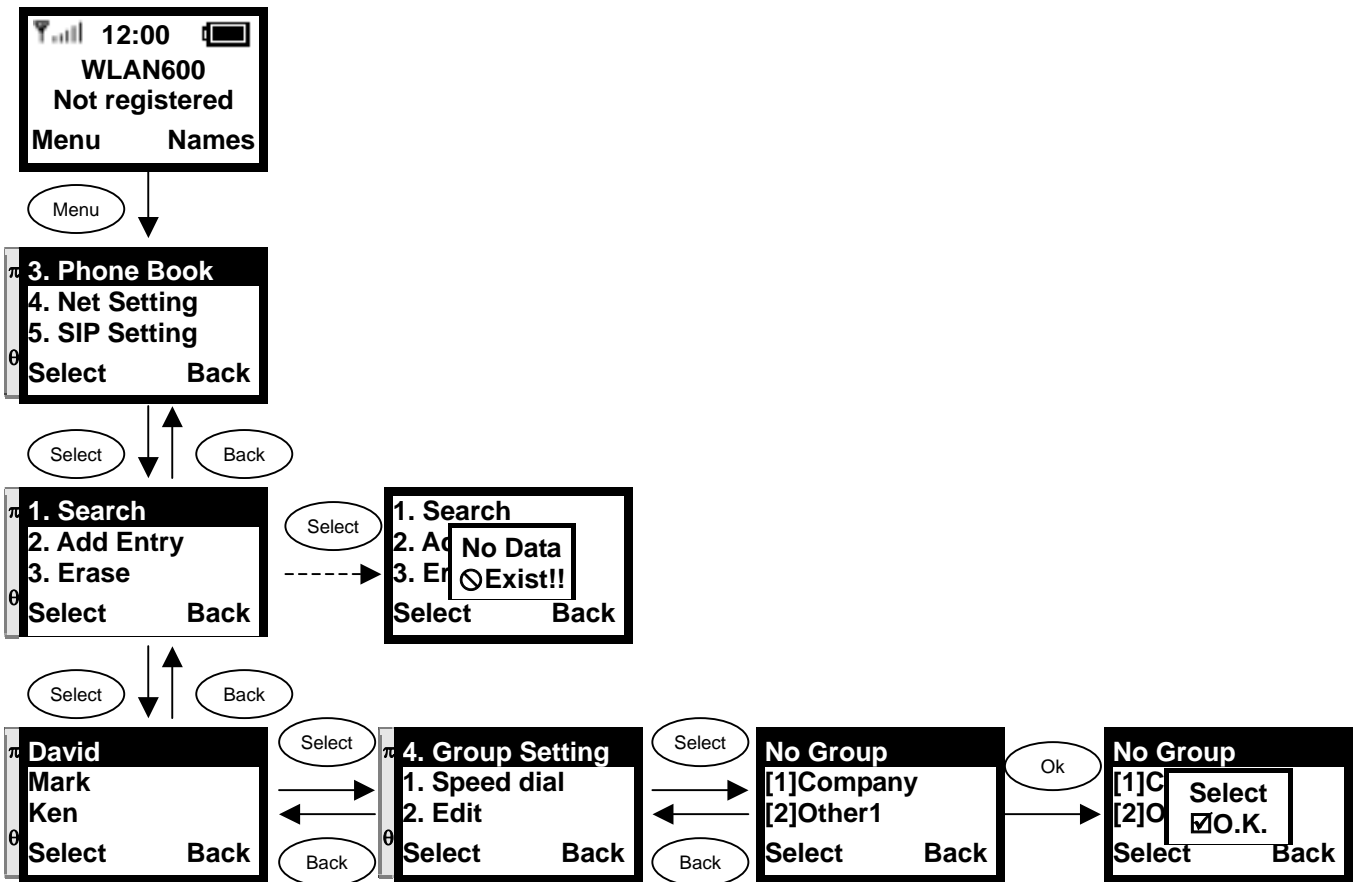 12:00
WLAN600
Not registered
Menu Names
Menu
π 3. Phone Book
4. Net Setting
5. SIP Setting
θ Select Back
Select Back
π 1. Search
2. Add Entry
3. Erase
θ Select Back
Select
1. Search
2. Ac
3. Er
No Data
Exist!!
Select Back
Select Back
π David
Mark
Ken
θ Select Back
Select
Back
π 4. Group Setting
1. Speed dial
2. Edit
θ Select Back
Select
Back
No Group
[1]Company
[2]Other1
Select Back
Ok
No Group
[1]C
[2]O
Select
☑O.K.
Select Back